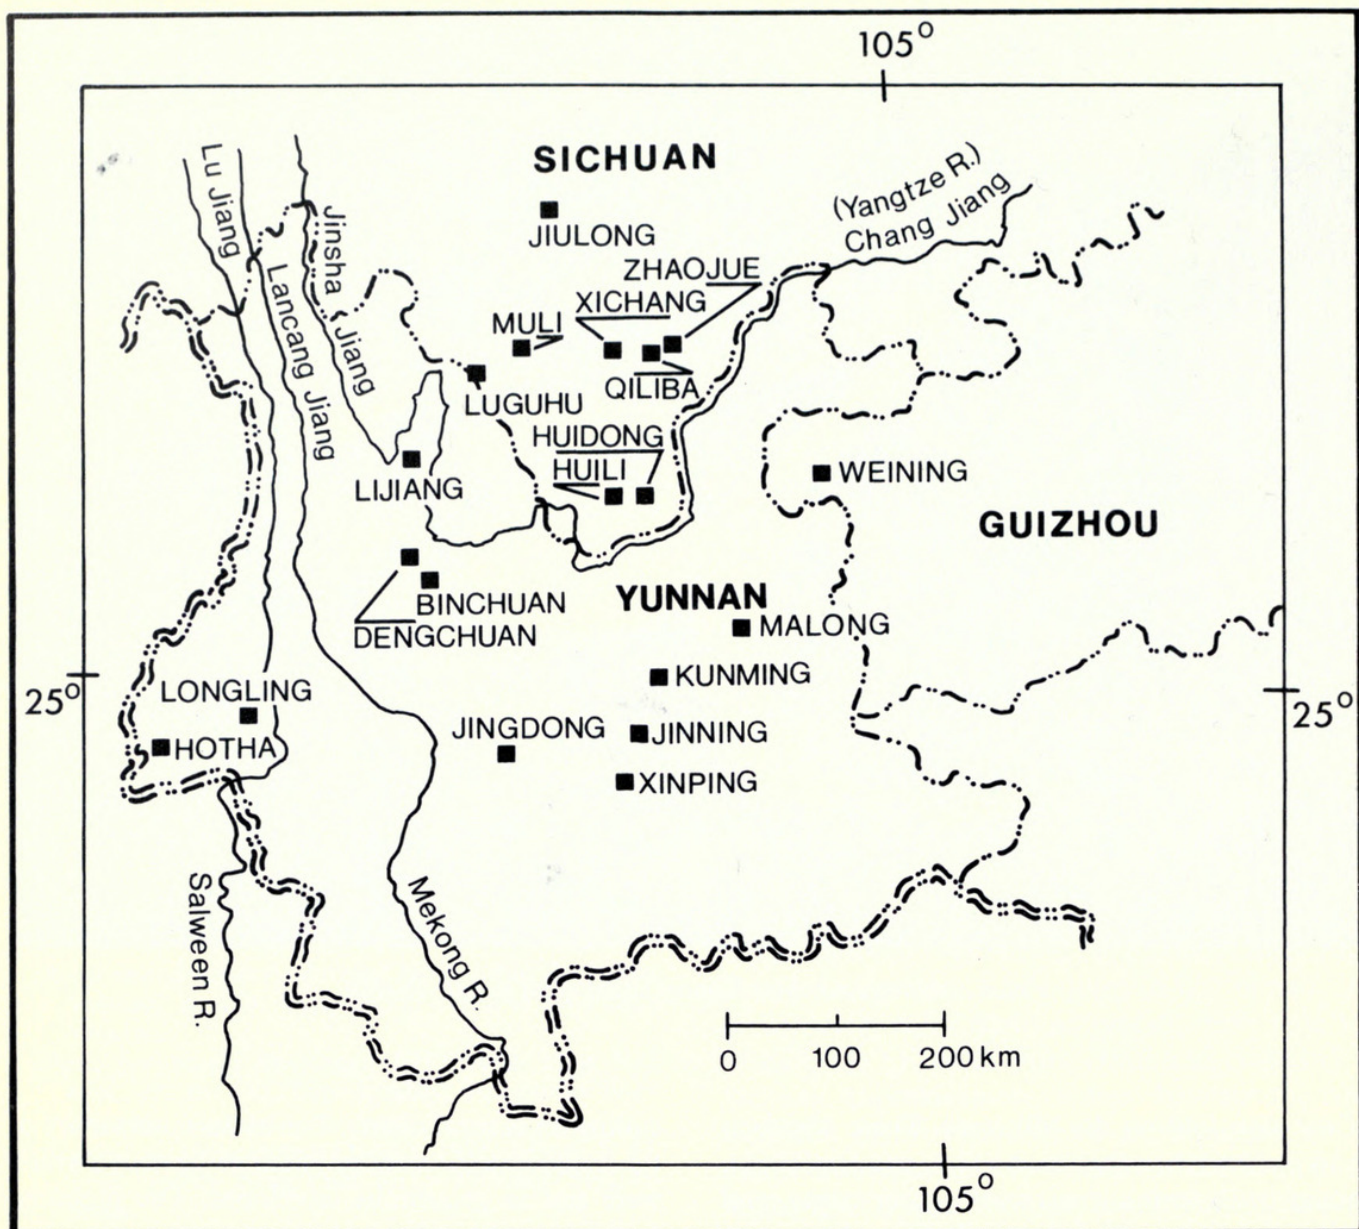 105°
Lu Jiang
SICHUAN
(Yangtze R.)
Chang Jiang
Jinsha Jiang
JIULONG
ZHAOJUE
Lancang Jiang
XICHANG
MULI
QILIBA
LUGUHU
HUIDONG
HUILI
WEINING
LIJIANG
GUIZHOU
YUNNAN
BINCHUAN
DENGCHUAN
MALONG
KUNMING
25°
LONGLING
25°
JINGDONG
JINNING
HOTHA
XINPING
Salween R.
Mekong R.
0 100 200 km
105°